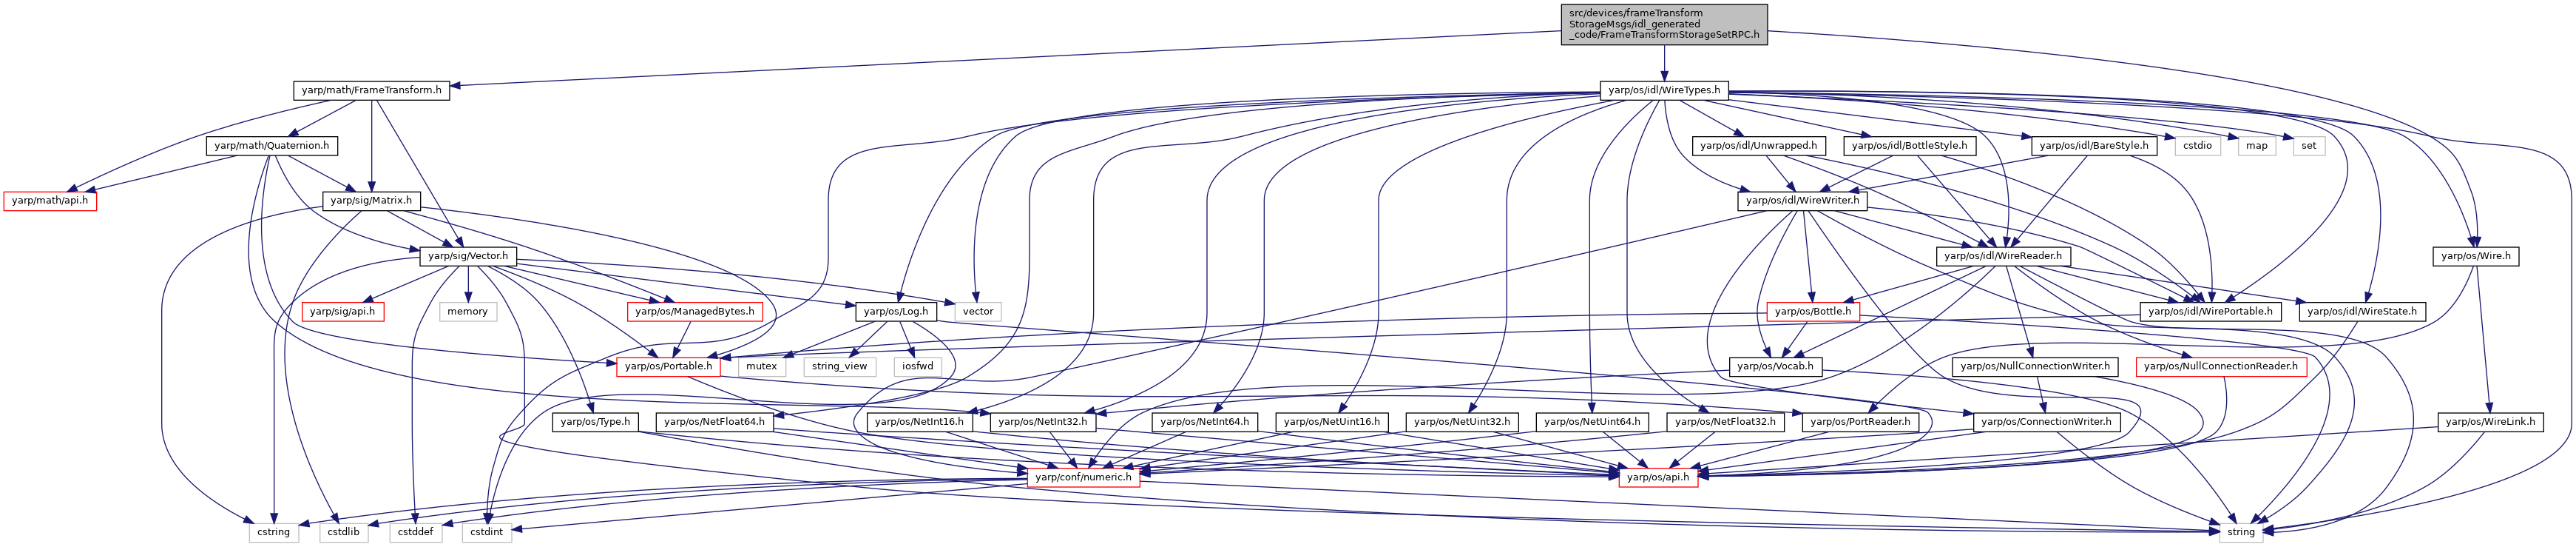 src/devices/frameTransform
StorageMsgs/idl_generated
_code/FrameTransformStorageSetRPC.h
yarp/math/FrameTransform.h
yarp/os/idl/WireTypes.h
yarp/math/Quaternion.h
yarp/os/idl/Unwrapped.h
yarp/os/idl/BottleStyle.h
yarp/os/idl/BareStyle.h
cstdio
map
set
yarp/math/api.h
yarp/sig/Matrix.h
yarp/os/idl/WireWriter.h
yarp/sig/Vector.h
yarp/os/idl/WireReader.h
yarp/os/Wire.h
yarp/sig/api.h
memory
yarp/os/ManagedBytes.h
yarp/os/Log.h
vector
yarp/os/Bottle.h
yarp/os/idl/WirePortable.h
yarp/os/idl/WireState.h
yarp/os/Portable.h
mutex
string_view
iosfwd
yarp/os/Vocab.h
yarp/os/NullConnectionWriter.h
yarp/os/NullConnectionReader.h
yarp/os/Type.h
yarp/os/NetFloat64.h
yarp/os/NetInt16.h
yarp/os/NetInt32.h
yarp/os/NetInt64.h
yarp/os/NetUint16.h
yarp/os/NetUint32.h
yarp/os/NetUint64.h
yarp/os/NetFloat32.h
yarp/os/PortReader.h
yarp/os/ConnectionWriter.h
yarp/os/WireLink.h
yarp/conf/numeric.h
yarp/os/api.h
cstring
cstdlib
cstddef
cstdint
string